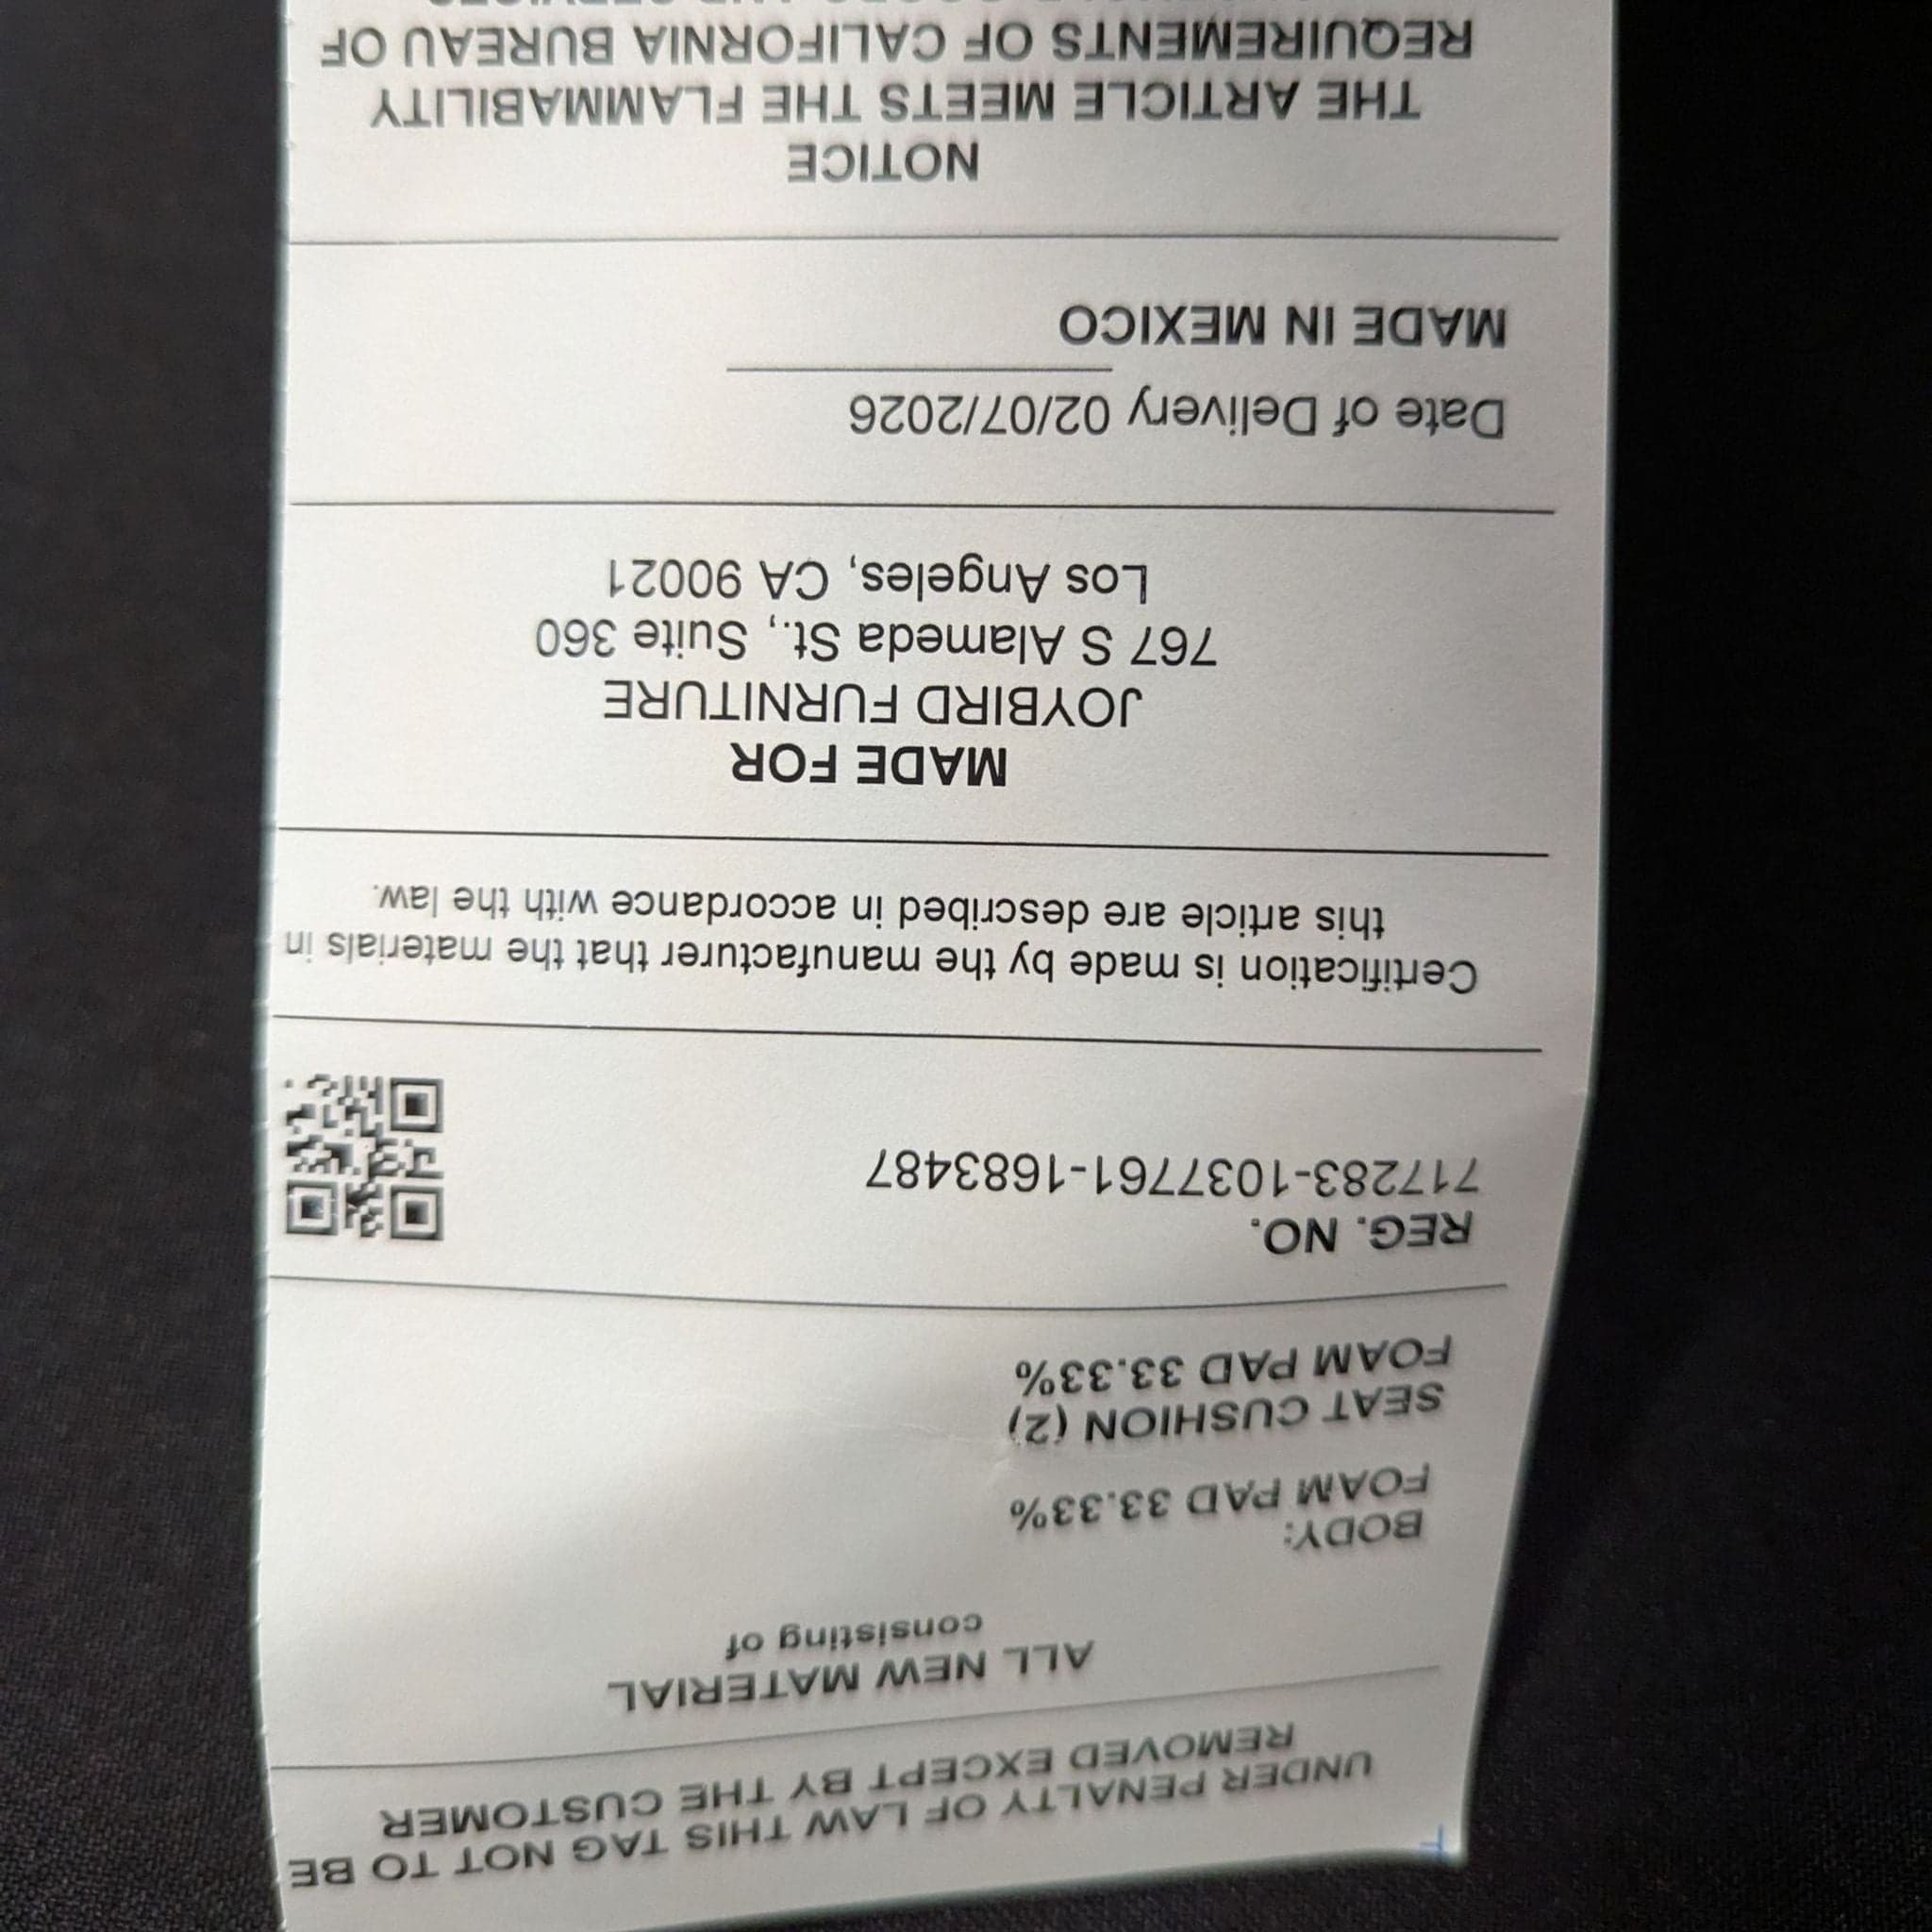 UNDER PENALTY OF LAW THIS TAG NOT TO BE
REMOVED EXCEPT BY THE CUSTOMER
ALL NEW MATERIAL
consisting of
BODY:
FOAM PAD 33.33%
SEAT CUSHION (2)
FOAM PAD 33.33%
REG. NO.
717283-1037761-1683487
Certification is made by the manufacturer that the materials in
this article are described in accordance with the law.
MADE FOR
JOYBIRD FURNITURE
767 S Alameda St., Suite 360
Los Angeles, CA 90021
Date of Delivery 02/07/2026
MADE IN MEXICO
NOTICE
THE ARTICLE MEETS THE FLAMMABILITY
REQUIREMENTS OF CALIFORNIA BUREAU OF